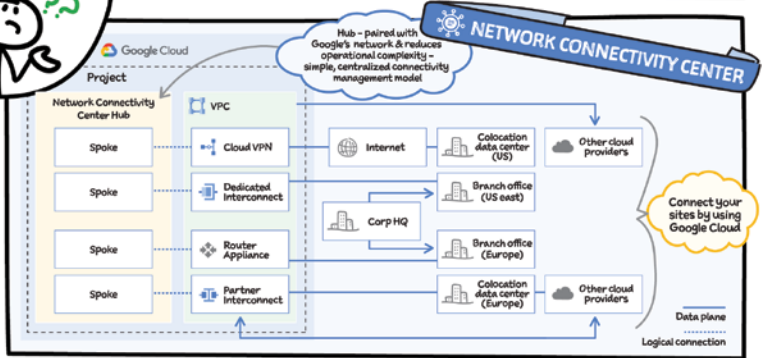 ??
NETWORK CONNECTIVITY CENTER
Hub – paired with
Google's network & reduces
operational complexity –
simple, centralized connectivity
management model
Google Cloud
Project
Network Connectivity
Center Hub
VPC
Spoke
Cloud VPN
Internet
Colocation
data center
(US)
Other cloud
providers
Spoke
Dedicated
Interconnect
Branch office
(US east)
Corp HQ
Spoke
Router
Appliance
Branch office
(Europe)
Spoke
Partner
Interconnect
Colocation
data center
(Europe)
Other cloud
providers
Connect your
sites by using
Google Cloud
Data plane
Logical connection